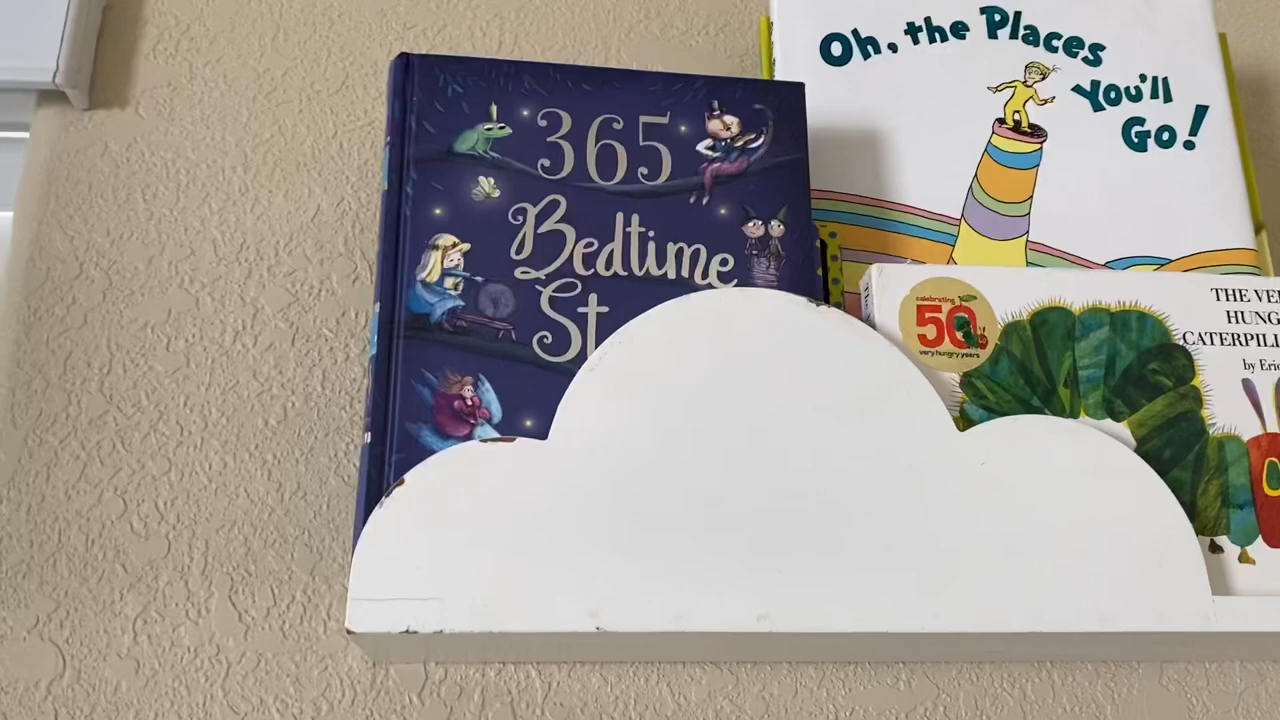 365
Bedtime
St
Oh, the Places
You'll
Go!
celebrating
50
very hungry years
THE VE
HUNG
CATERPIL
by Eric